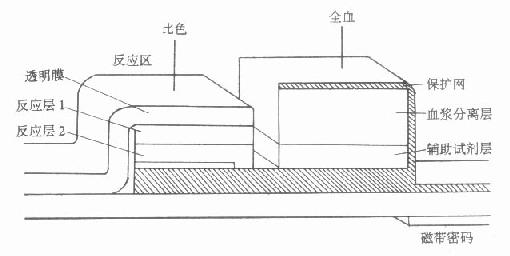 比色
全血
反应区
透明膜
保护网
反应层1
血浆分离层
反应层2
辅助试剂层
磁带密码